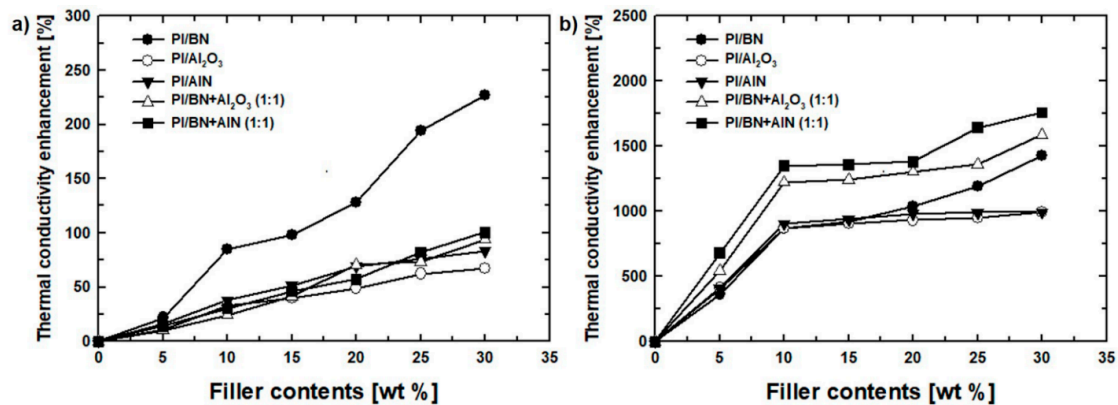 a)
Thermal conductivity enhancement [%]
300
250
200
150
100
50
0
PI/BN
PI/Al₂O₃
PI/AlN
PI/BN+Al₂O₃ (1:1)
PI/BN+AlN (1:1)
0 5 10 15 20 25 30 35
Filler contents [wt %]
b)
Thermal conductivity enhancement [%]
2500
2000
1500
1000
500
0
PI/BN
PI/Al₂O₃
PI/AlN
PI/BN+Al₂O₃ (1:1)
PI/BN+AlN (1:1)
0 5 10 15 20 25 30 35
Filler contents [wt %]